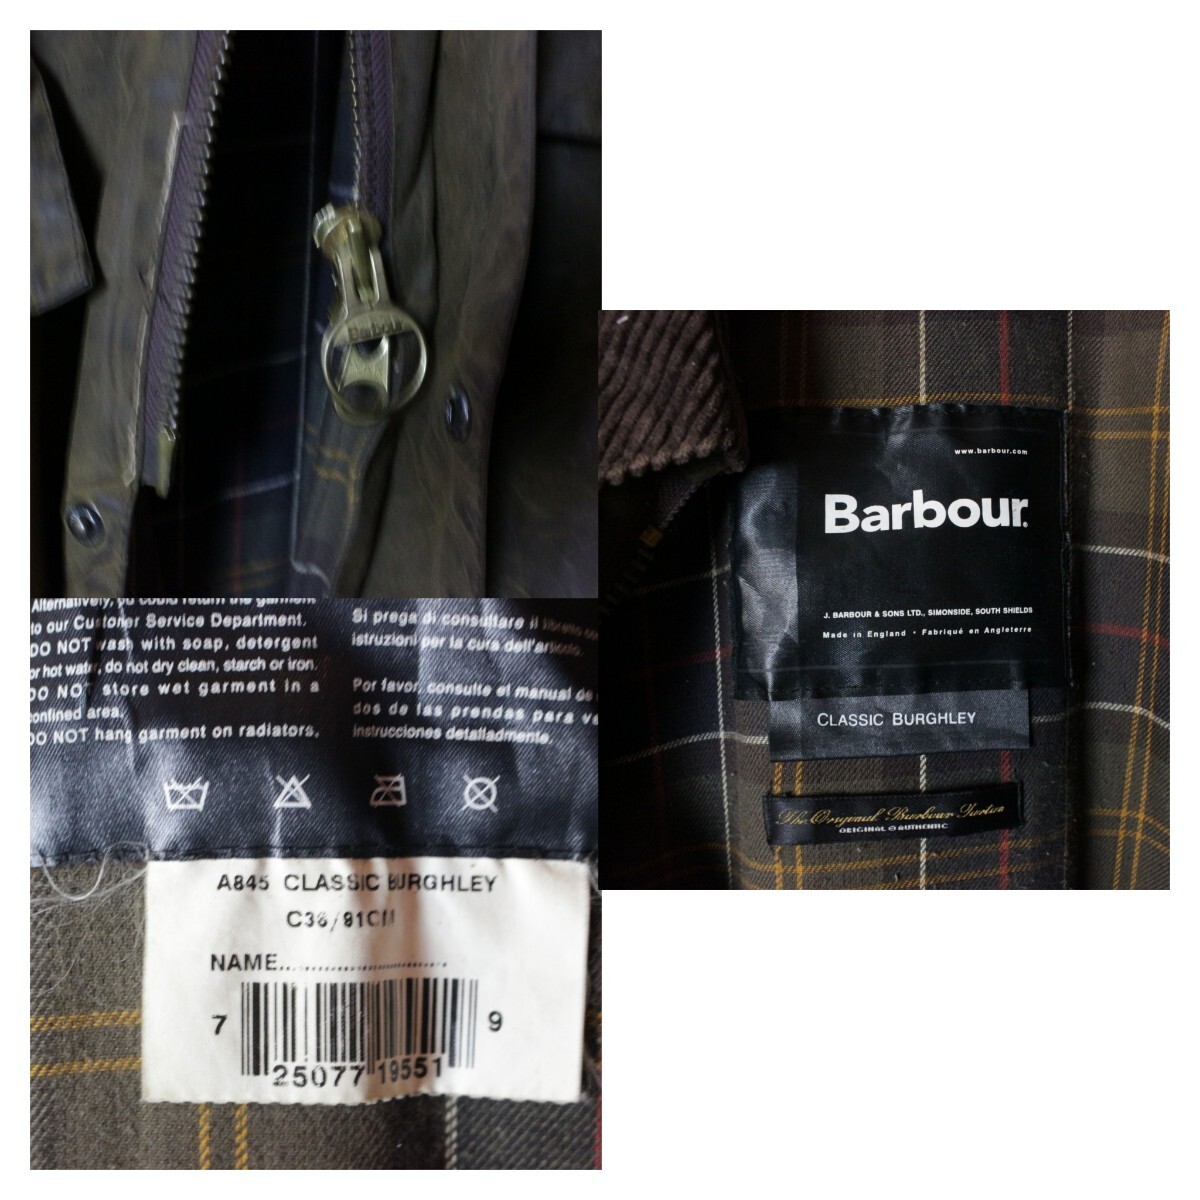 Barbour
Alternatively, you could return the garment
to our Customer Service Department.
DO NOT wash with soap, detergent
or hot water, do not dry clean, starch or iron.
DO NOT store wet garment in a
confined area.
DO NOT hang garment on radiators.
Si prega di consultare il libretto
istruzioni per la cura dell'articolo.
Por favor, consulte el manual de
dos de las prendas para
instrucciones detalladmente.
A845 CLASSIC BURGHLEY
C36/91CM
NAME
7 25077 19551 9
www.barbour.com
Barbour.
J. BARBOUR & SONS LTD., SIMONSIDE, SOUTH SHIELDS
Made in England • Fabriqué en Angleterre
CLASSIC BURGHLEY
The Original Barbour Tartan
ORIGINAL & AUTHENTIC